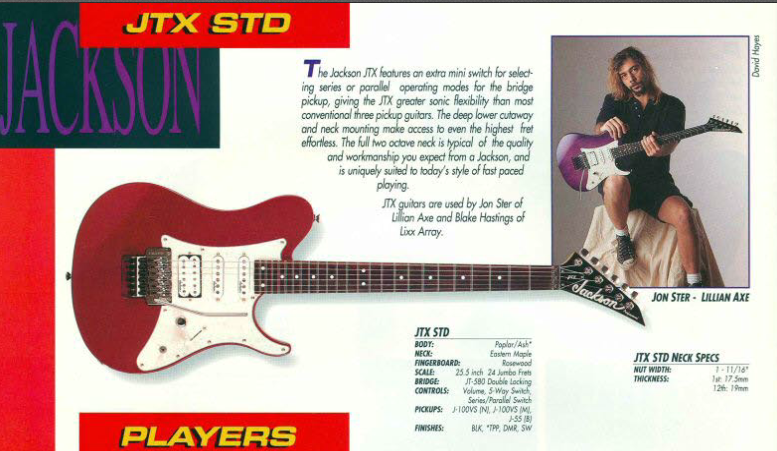 JTX STD
JACKSON
The Jackson JTX features an extra mini switch for select-
ing series or parallel operating modes for the bridge
pickup, giving the JTX greater sonic flexibility than most
conventional three pickup guitars. The deep lower cutaway
and neck mounting make access to even the highest fret
effortless. The full two octave neck is typical of the quality
and workmanship you expect from a Jackson, and
is uniquely suited to today's style of fast paced
playing.
JTX guitars are used by Jon Ster of
Lillian Axe and Blake Hastings of
Lixx Array.
David Hayes
JON STER - LILLIAN AXE
Jackson
JTX STD
BODY: Poplar/Ash*
NECK: Eastern Maple
FINGERBOARD: Rosewood
SCALE: 25.5 inch 24 Jumbo Frets
BRIDGE: JT-580 Double Locking
CONTROLS: Volume, 5-Way Switch,
Series/Parallel Switch
PICKUPS: J-100VS (N), J-100VS (M),
J-55 (B)
FINISHES: BLK, *TPP, DMR, SW
JTX STD NECK SPECS
NUT WIDTH: 1 - 11/16"
THICKNESS: 1st: 17.5mm
12th: 19mm
PLAYERS